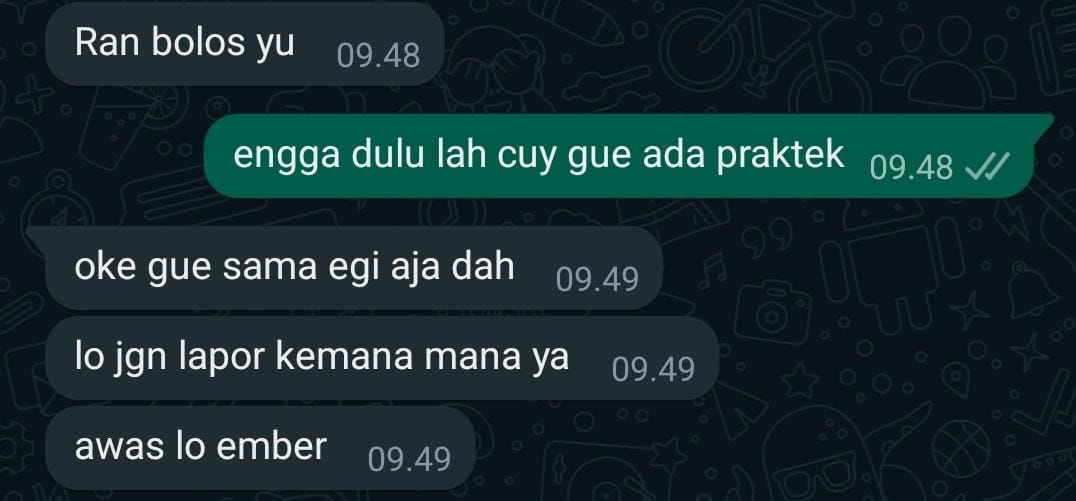 Ran bolos yu 09.48
engga dulu lah cuy gue ada praktek 09.48
oke gue sama egi aja dah 09.49
lo jgn lapor kemana mana ya 09.49
awas lo ember 09.49